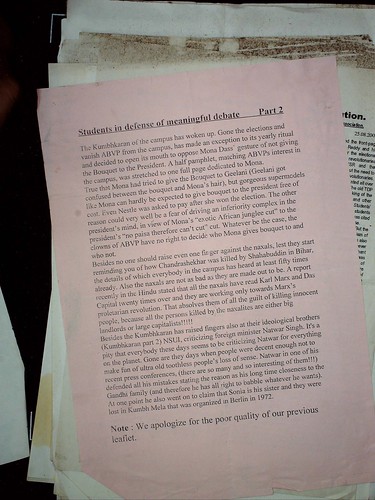 Students in defense of meaningful debate Part 2
The Kumbhkaran of the campus has woken up. Gone the elections and
vanish ABVP from the campus, has made an exception to its yearly ritual
and decided to open its mouth to oppose Mona Dass' gesture of not giving
the Bouquet to the President. A half pamphlet, matching ABVPs interest in
the campus, was stretched to one full page dedicated to Mona.
True that Mona had tried to give the Bouquet to Geelani (Geelani got
confused between the bouquet and Mona's hair), but gorgeous supermodels
like Mona can hardly be expected to give bouquet to the president free of
cost. Even Nestle was asked to pay after she won the election. The other
reason could very well be a fear of driving an inferiority complex in the
president's mind, in view of Mona's "exotic African jungloe cut" to the
president's "no paisa therefore can't cut" cut. Whatever be the case, the
clowns of ABVP have no right to decide who Mona gives bouquet to and
who not.
Besides no one should raise even one firger against the naxals, lest they start
reminding you of how Chandrashekhar was killed by Shahabuddin in Bihar,
the details of which everybody in the campus has heard at least fifty times
already. Also the naxals are not as bad as they are made out to be. A report
recently in the Hindu stated that all the naxals have read Karl Marx and Das
Capital twenty times over and they are working only towards Marx's
proletarian revolution. That absolves them of all the guilt of killing innocent
people, because all the persons killed by the naxalites are either big
landlords or large capitalists!!!!!
Besides the Kumbhkaran has raised fingers also at their ideological brothers
(Kumbhkarans part 2) NSUI, criticizing foreign minister Natwar Singh. It's a
pity that everybody these days seems to be criticizing Natwar for everything
on the planet. Gone are they days when people were decent enough not to
make fun of ultra old toothless people's loss of sense. Natwar in one of his
recent press conferences, (there are so many and so interesting of them!!!)
defended all his mistakes stating the reason as his long time closeness to the
Gandhi family (and therefore he has all right to babble whatever he wants).
At one point he also went on to claim that Sonia is his sister and they were
lost in Kumbh Mela that was organized in Berlin in 1972.
Note : We apologize for the poor quality of our previous
leaflet.
tion.